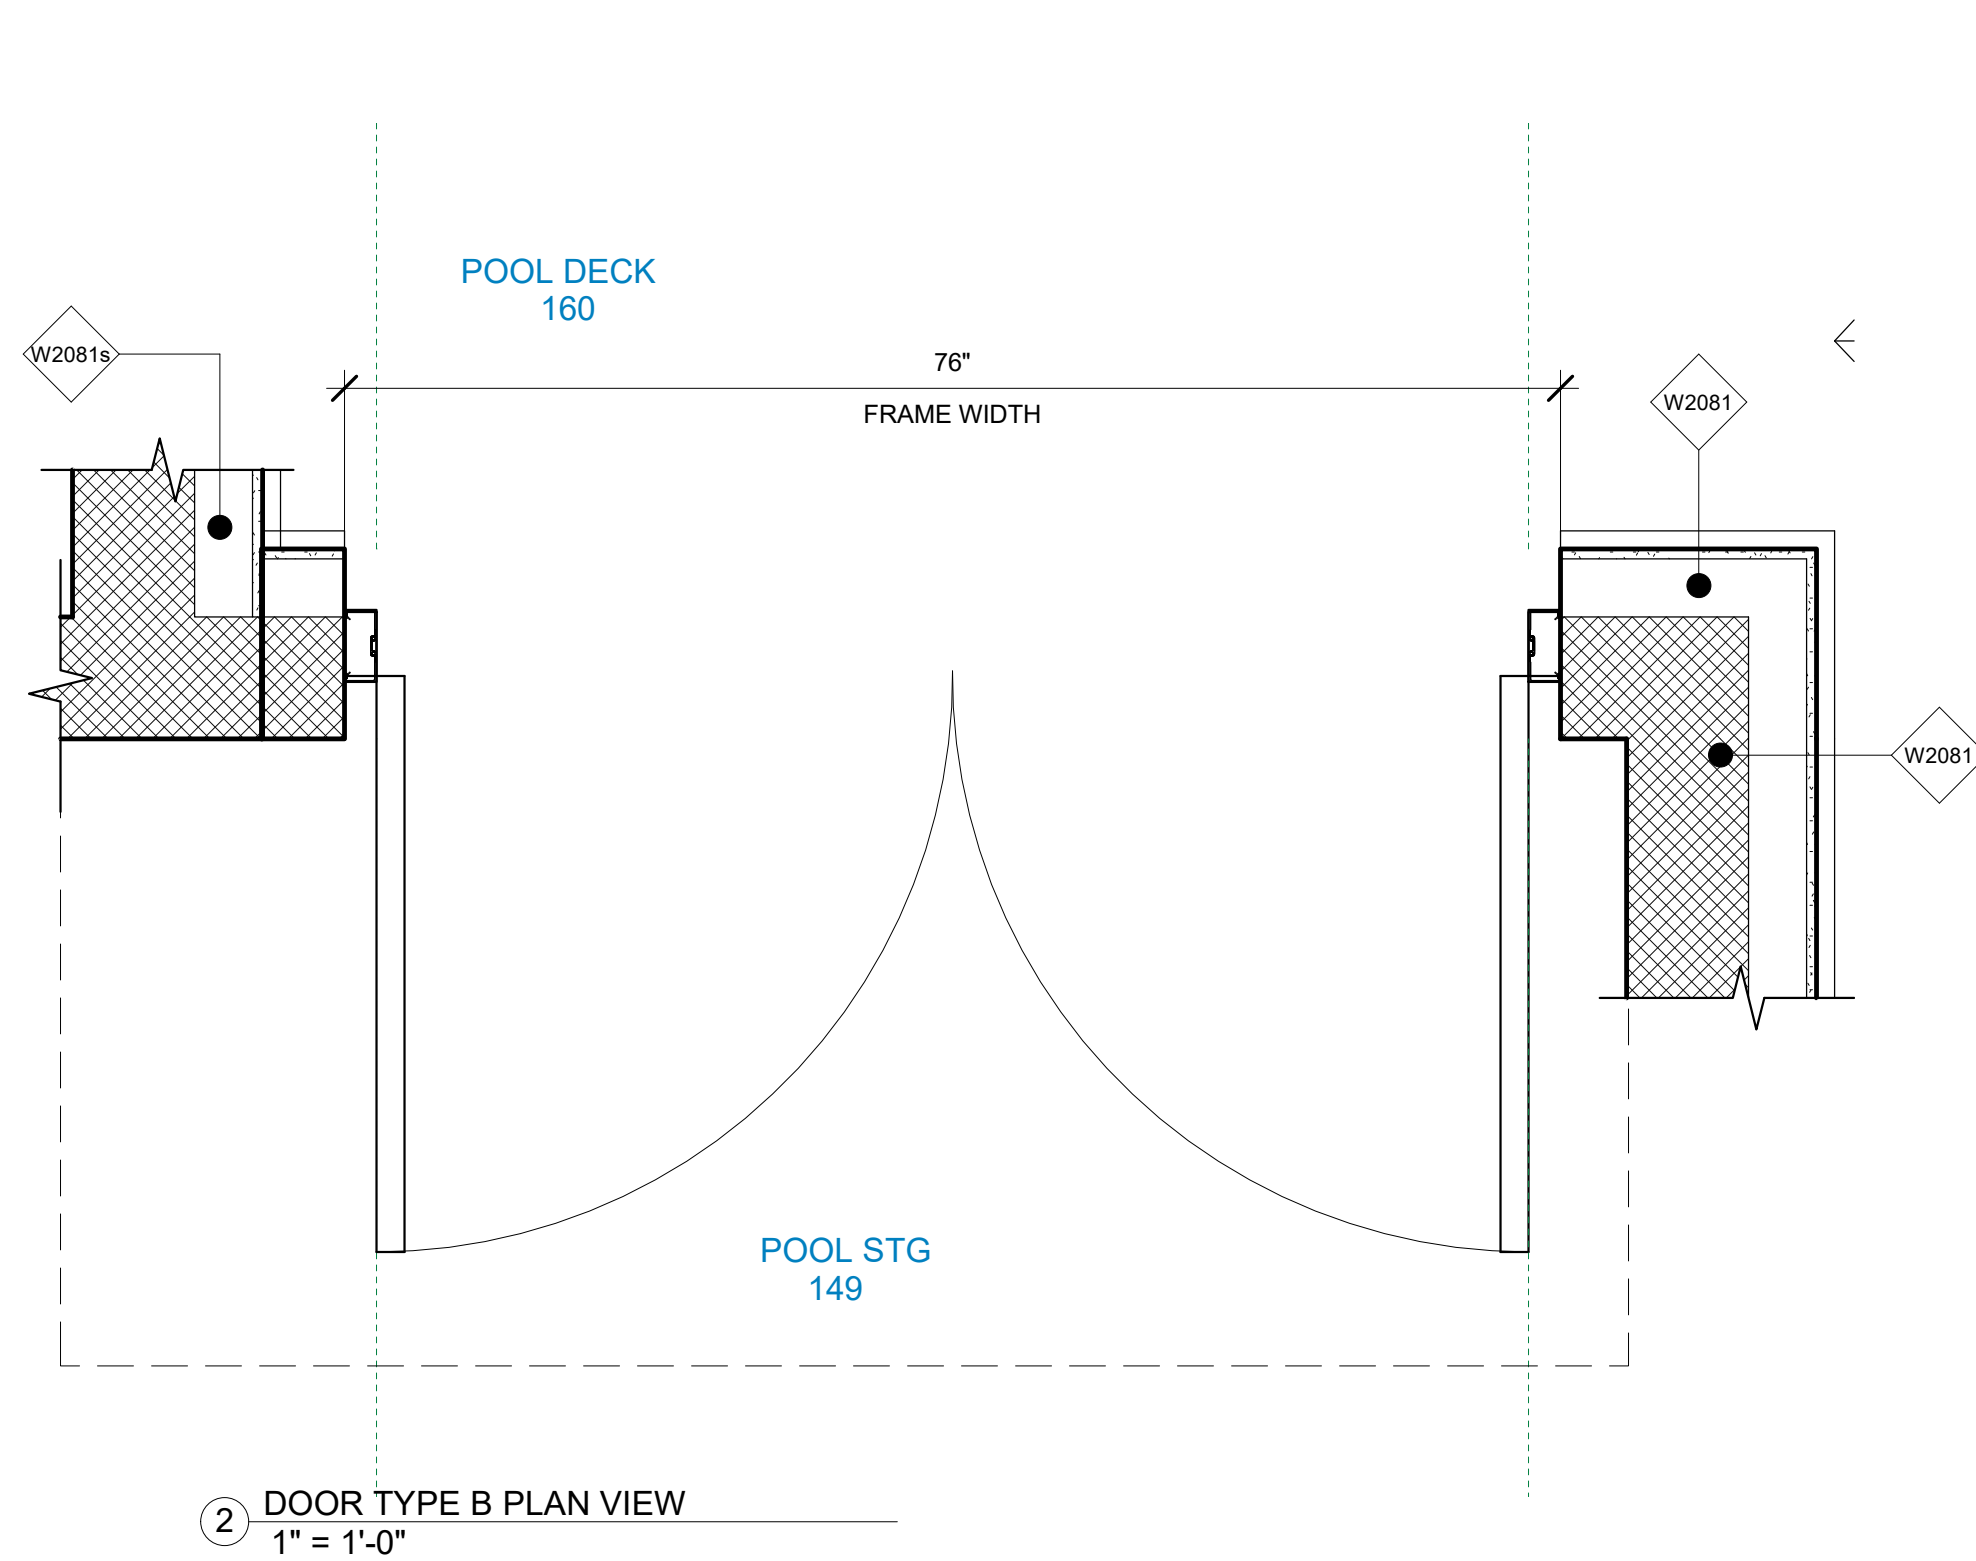 POOL DECK
160
W2081s
76"
FRAME WIDTH
W2081
W2081
POOL STG
149
2
DOOR TYPE B PLAN VIEW
1" = 1'-0"